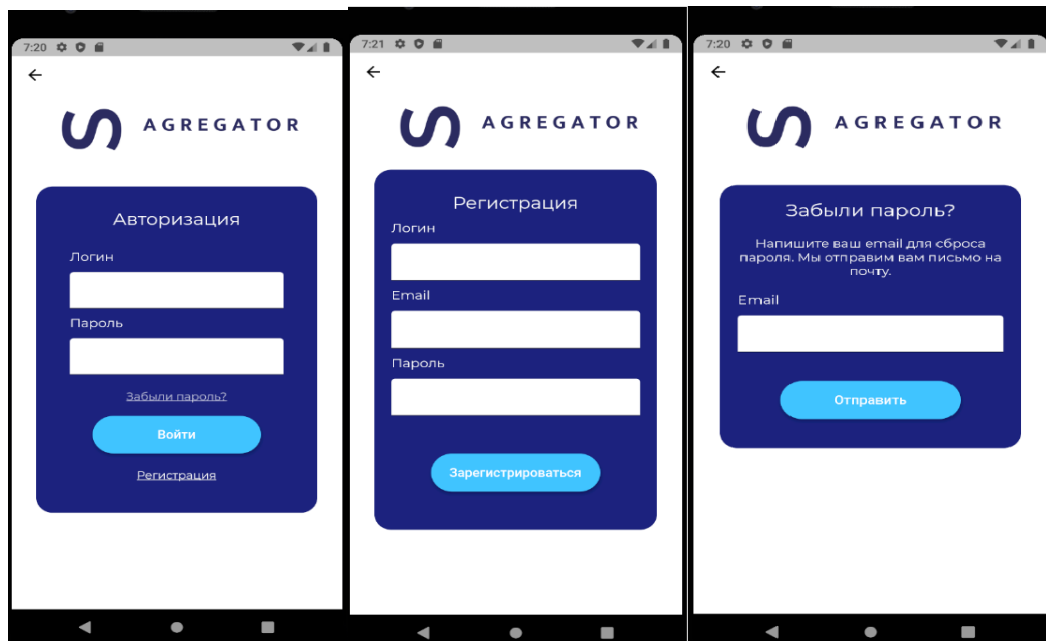 7:20
AGREGATOR
Авторизация
Логин
Пароль
Забыли пароль?
Войти
Регистрация
7:21
AGREGATOR
Регистрация
Логин
Email
Пароль
Зарегистрироваться
7:20
AGREGATOR
Забыли пароль?
Напишите ваш email для сброса
пароля. Мы отправим вам письмо на
почту.
Email
Отправить